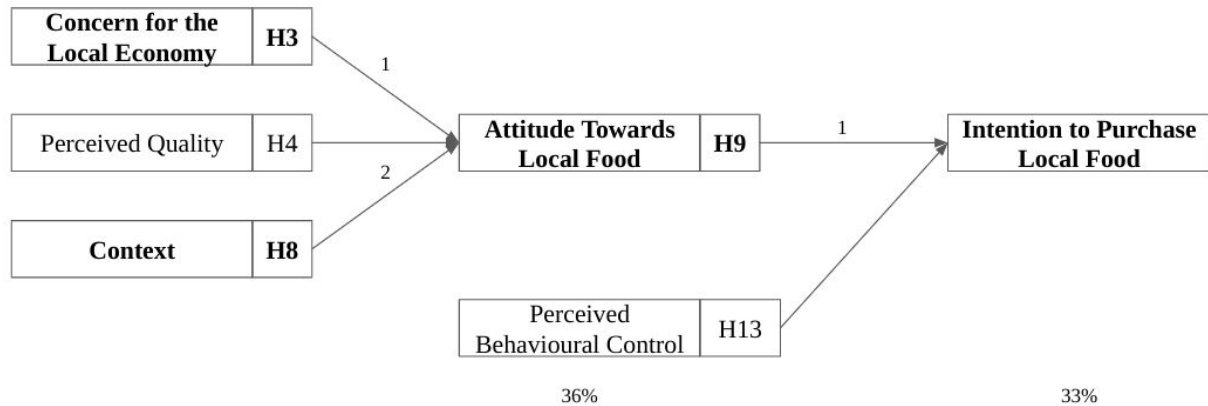 Concern for the
Local Economy
H3
1
Perceived Quality
H4
2
Context
H8
Attitude Towards
Local Food
H9
1
Intention to Purchase
Local Food
Perceived
Behavioural Control
H13
36%
33%